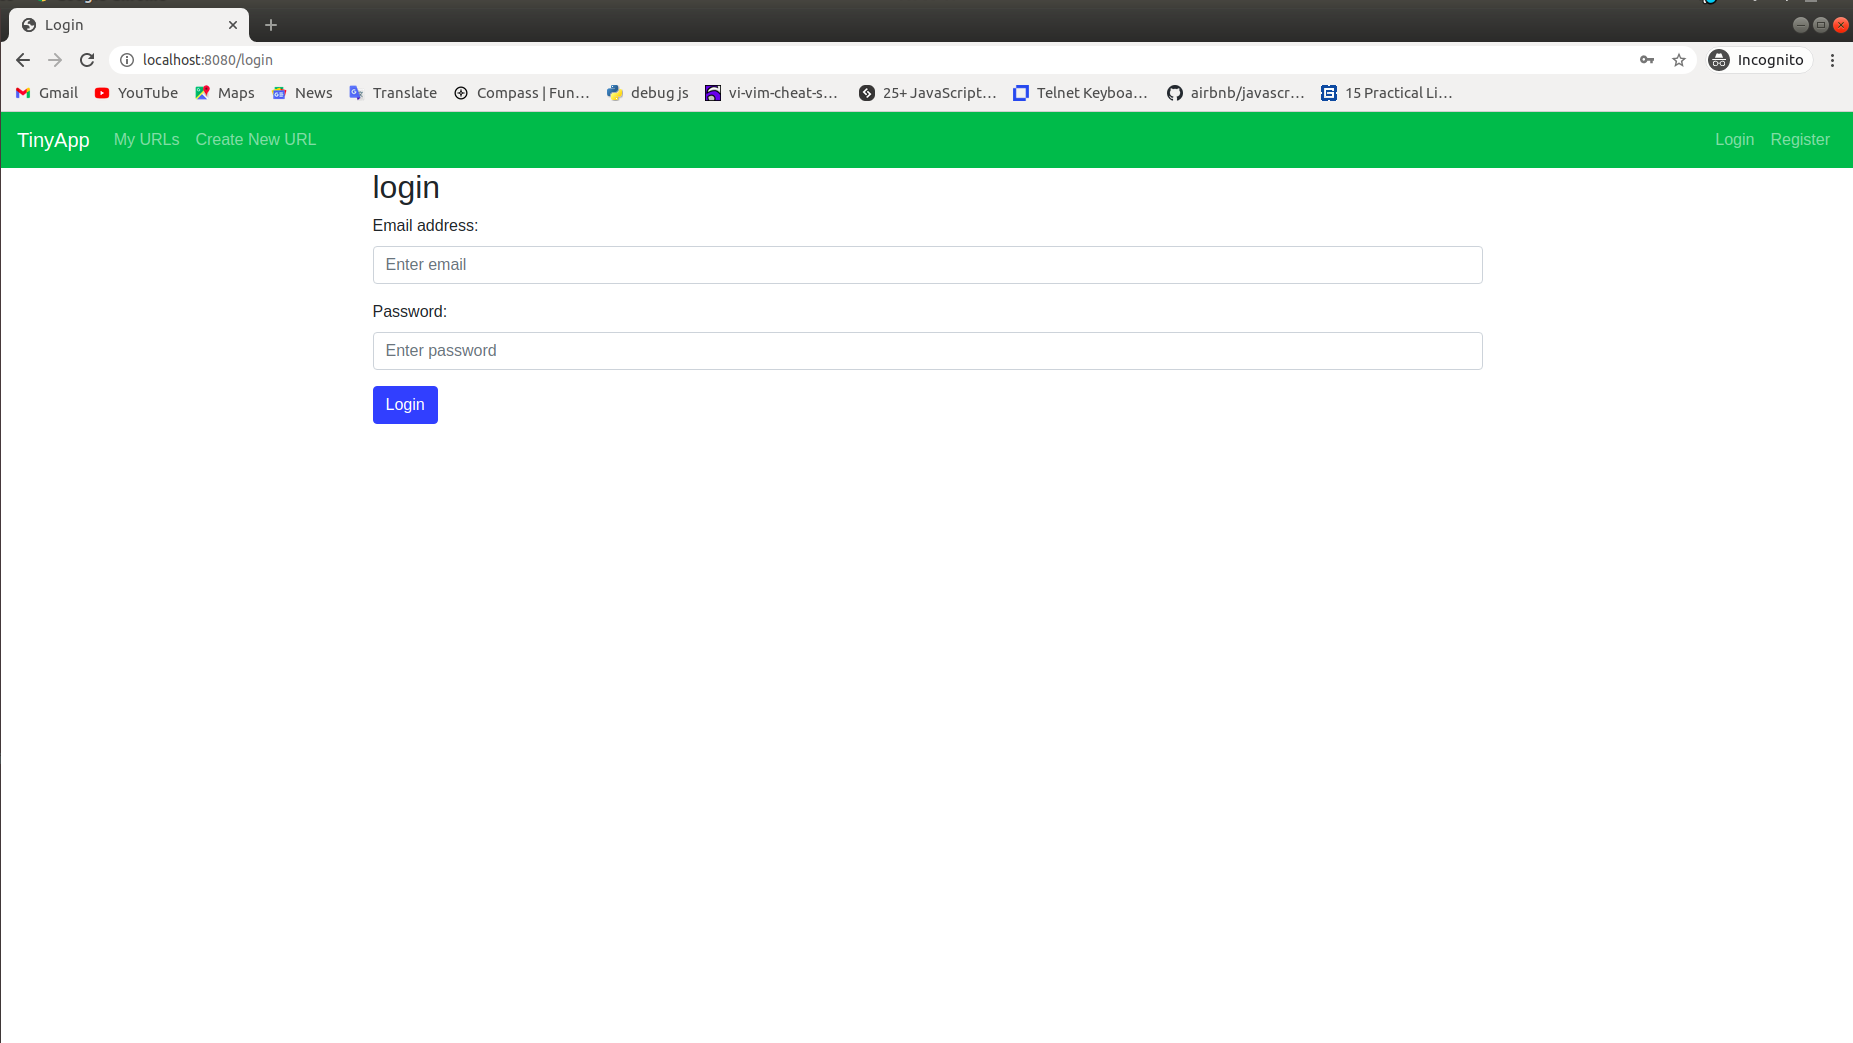 Login
localhost:8080/login
Incognito
Gmail YouTube Maps News Translate Compass | Fun... debug js vi-vim-cheat-s... 25+ JavaScript... Telnet Keyboa... airbnb/javascr... 15 Practical Li...
TinyApp My URLs Create New URL Login Register
login
Email address:
Enter email
Password:
Enter password
Login